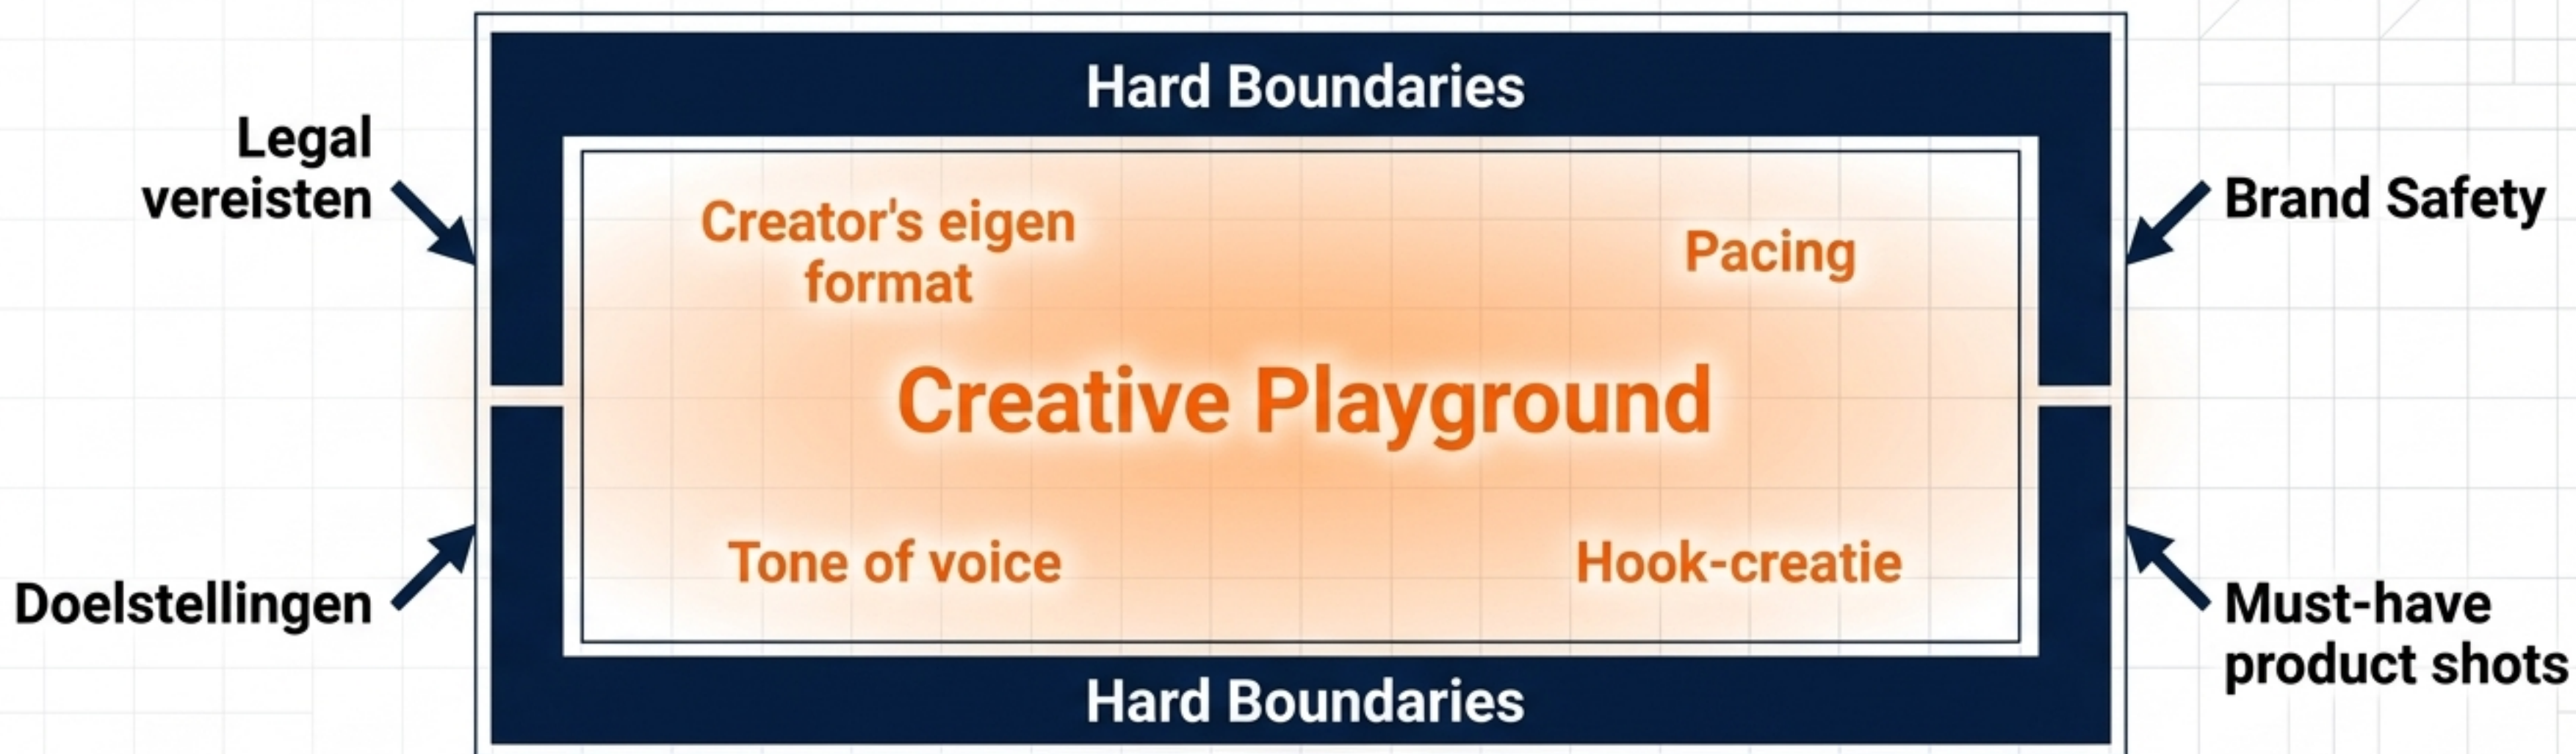 Hard Boundaries
Legal
vereisten
Brand Safety
Creator's eigen
format
Pacing
Creative Playground
Tone of voice
Hook-creatie
Doelstellingen
Must-have
product shots
Hard Boundaries